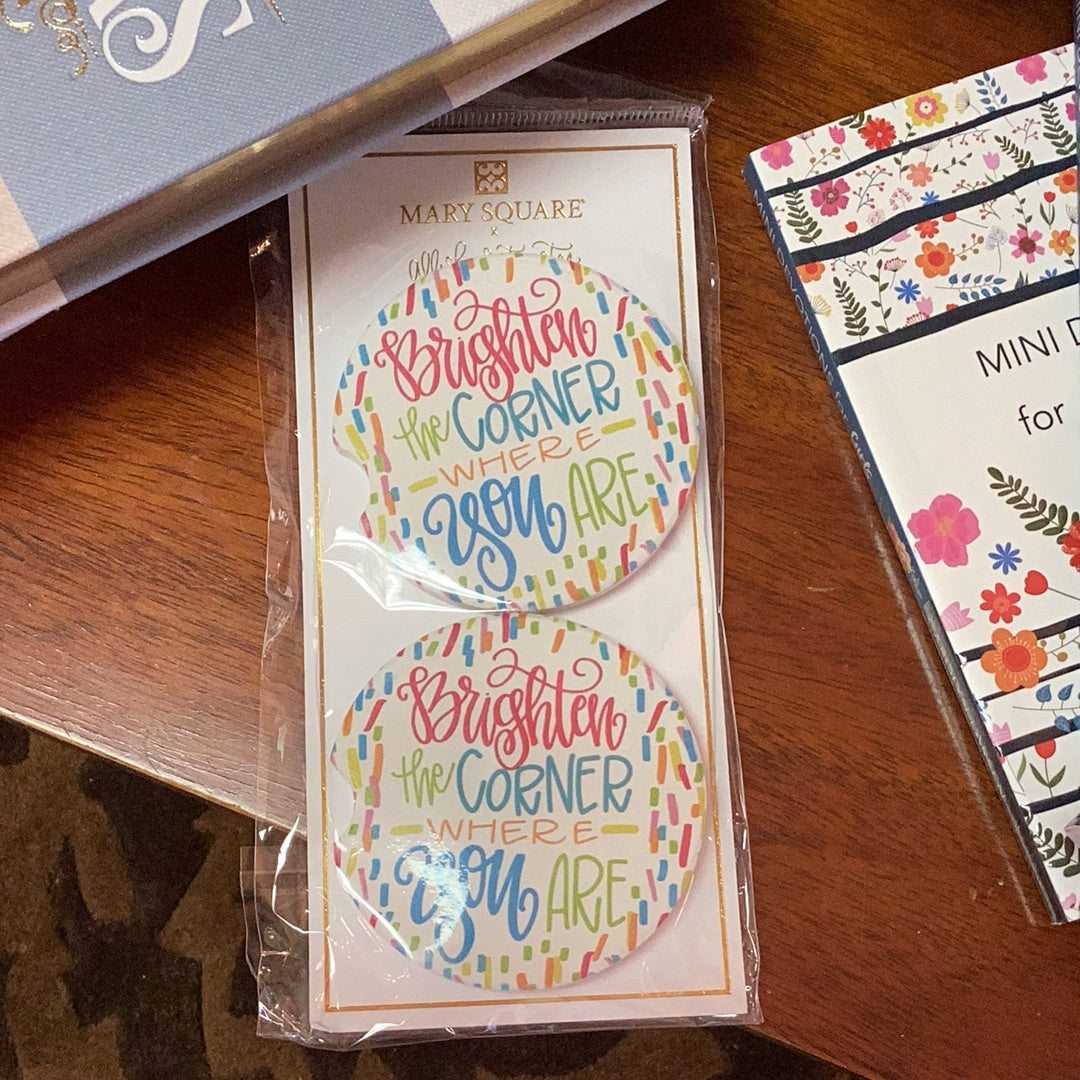 S
MARY SQUARE
x
Brighten
the CORNER
WHERE
you ARE
Brighten
the CORNER
WHERE
you ARE
MINI
for